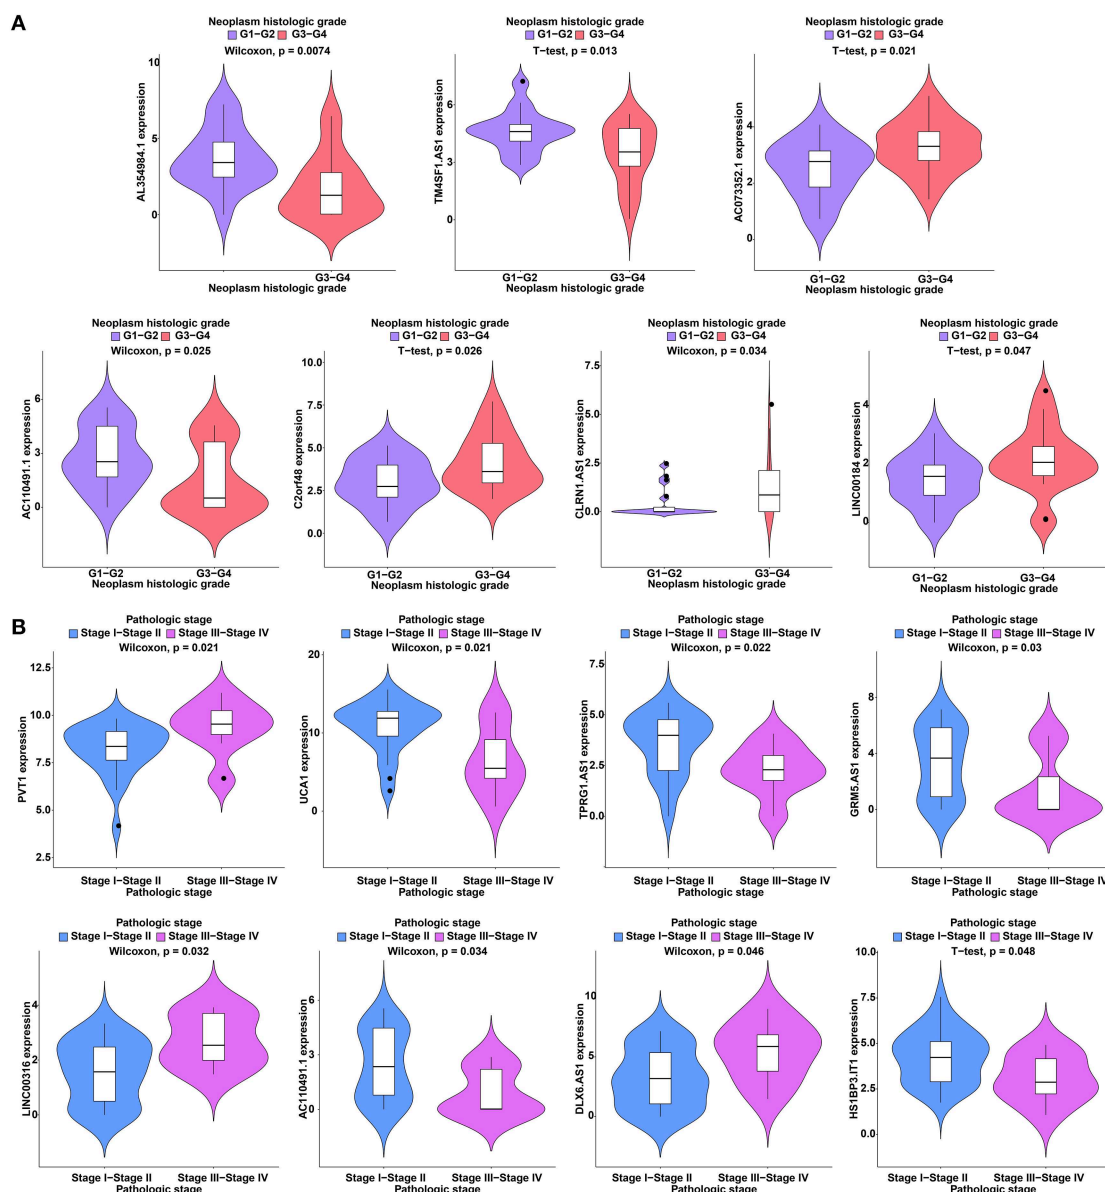 A
Neoplasm histologic grade
G1−G2 G3−G4
Wilcoxon, p = 0.0074
AL354984.1 expression
10
5
0
G3−G4
Neoplasm histologic grade
Neoplasm histologic grade
G1−G2 G3−G4
T−test, p = 0.013
TM4SF1.AS1 expression
6
3
0
G1−G2 G3−G4
Neoplasm histologic grade
Neoplasm histologic grade
G1−G2 G3−G4
T−test, p = 0.021
AC073352.1 expression
4
2
0
G1−G2 G3−G4
Neoplasm histologic grade
Neoplasm histologic grade
G1−G2 G3−G4
Wilcoxon, p = 0.025
AC110491.1 expression
6
3
0
G1−G2 G3−G4
Neoplasm histologic grade
Neoplasm histologic grade
G1−G2 G3−G4
T−test, p = 0.026
C2orf48 expression
10.0
7.5
5.0
2.5
0.0
G1−G2 G3−G4
Neoplasm histologic grade
Neoplasm histologic grade
G1−G2 G3−G4
Wilcoxon, p = 0.034
CLRN1.AS1 expression
7.5
5.0
2.5
0.0
G1−G2 G3−G4
Neoplasm histologic grade
Neoplasm histologic grade
G1−G2 G3−G4
T−test, p = 0.047
LINC00184 expression
4
2
0
G1−G2 G3−G4
Neoplasm histologic grade
B
Pathologic stage
Stage I−Stage II Stage III−Stage IV
Wilcoxon, p = 0.021
PVT1 expression
12.5
10.0
7.5
5.0
2.5
Stage I−Stage II Stage III−Stage IV
Pathologic stage
Pathologic stage
Stage I−Stage II Stage III−Stage IV
Wilcoxon, p = 0.021
UCA1 expression
20
10
0
Stage I−Stage II Stage III−Stage IV
Pathologic stage
Pathologic stage
Stage I−Stage II Stage III−Stage IV
Wilcoxon, p = 0.022
TPRG1.AS1 expression
7.5
5.0
2.5
0.0
Stage I−Stage II Stage III−Stage IV
Pathologic stage
Pathologic stage
Stage I−Stage II Stage III−Stage IV
Wilcoxon, p = 0.03
GRM5.AS1 expression
8
4
0
Stage I−Stage II Stage III−Stage IV
Pathologic stage
Pathologic stage
Stage I−Stage II Stage III−Stage IV
Wilcoxon, p = 0.032
LINC00316 expression
4
2
0
Stage I−Stage II Stage III−Stage IV
Pathologic stage
Pathologic stage
Stage I−Stage II Stage III−Stage IV
Wilcoxon, p = 0.034
AC110491.1 expression
6
3
0
Stage I−Stage II Stage III−Stage IV
Pathologic stage
Pathologic stage
Stage I−Stage II Stage III−Stage IV
Wilcoxon, p = 0.046
DLX6.AS1 expression
10
5
0
Stage I−Stage II Stage III−Stage IV
Pathologic stage
Pathologic stage
Stage I−Stage II Stage III−Stage IV
T−test, p = 0.048
HS1BP3.IT1 expression
10.0
7.5
5.0
2.5
0.0
Stage I−Stage II Stage III−Stage IV
Pathologic stage